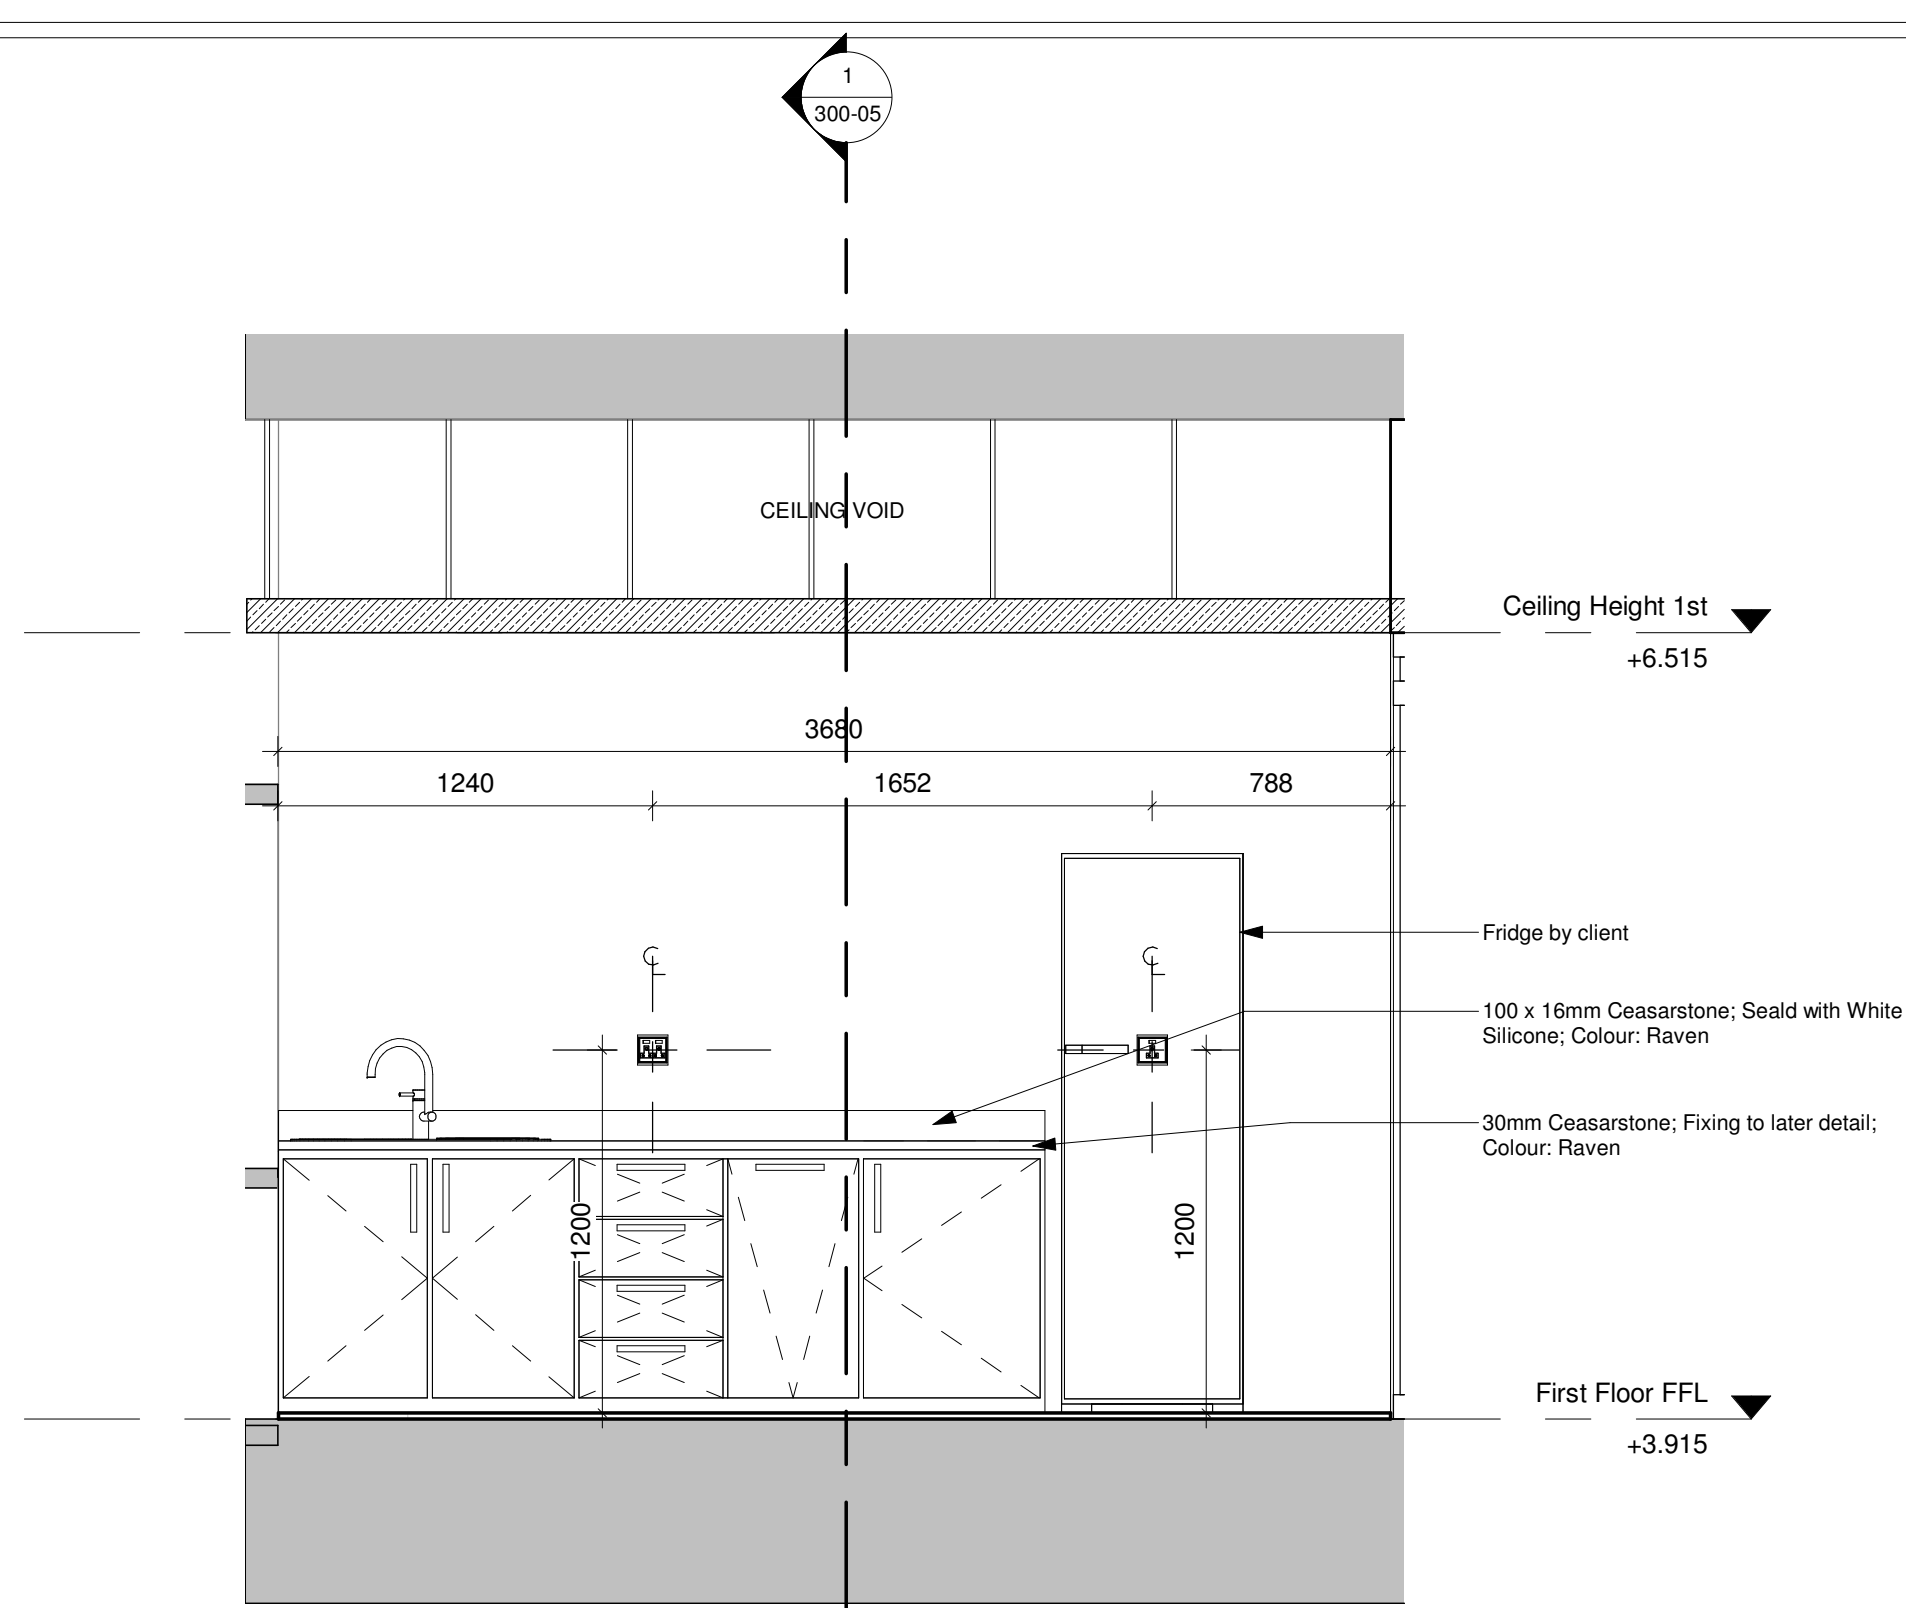 1
300-05
CEILING VOID
Ceiling Height 1st
+6.515
3680
1240 1652 788
Fridge by client
100 x 16mm Ceasarstone; Seald with White
Silicone; Colour: Raven
30mm Ceasarstone; Fixing to later detail;
Colour: Raven
1200 1200
First Floor FFL
+3.915